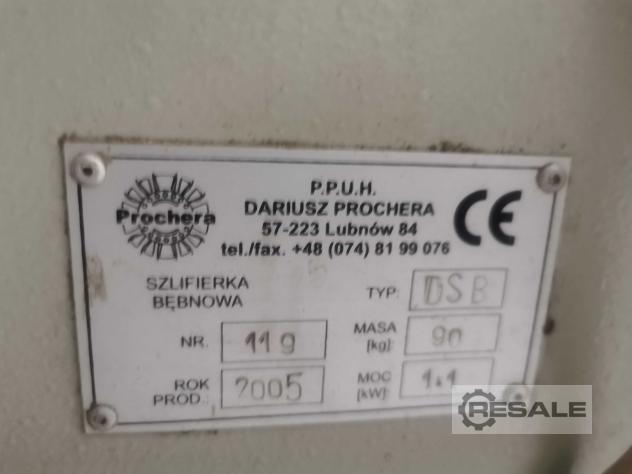 P.P.U.H.
Prochera
DARIUSZ PROCHERA
57-223 Lubnów 84
tel./fax. +48 (074) 81 99 076
CE
SZLIFIERKA
BĘBNOWA
TYP: DSB
NR. 119
MASA
[kg]: 90
ROK
PROD.: 2005
MOC
[kW]: 1.1
RESALE